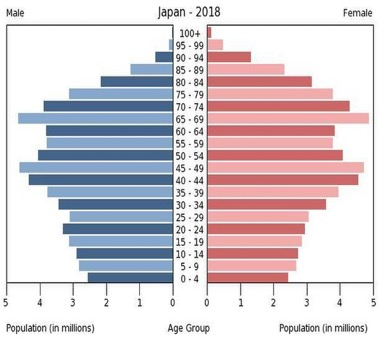 Male Japan - 2018 Female
100+
95 - 99
90 - 94
85 - 89
80 - 84
75 - 79
70 - 74
65 - 69
60 - 64
55 - 59
50 - 54
45 - 49
40 - 44
35 - 39
30 - 34
25 - 29
20 - 24
15 - 19
10 - 14
5 - 9
0 - 4
5 4 3 2 1 0 0 1 2 3 4 5
Population (in millions) Age Group Population (in millions)